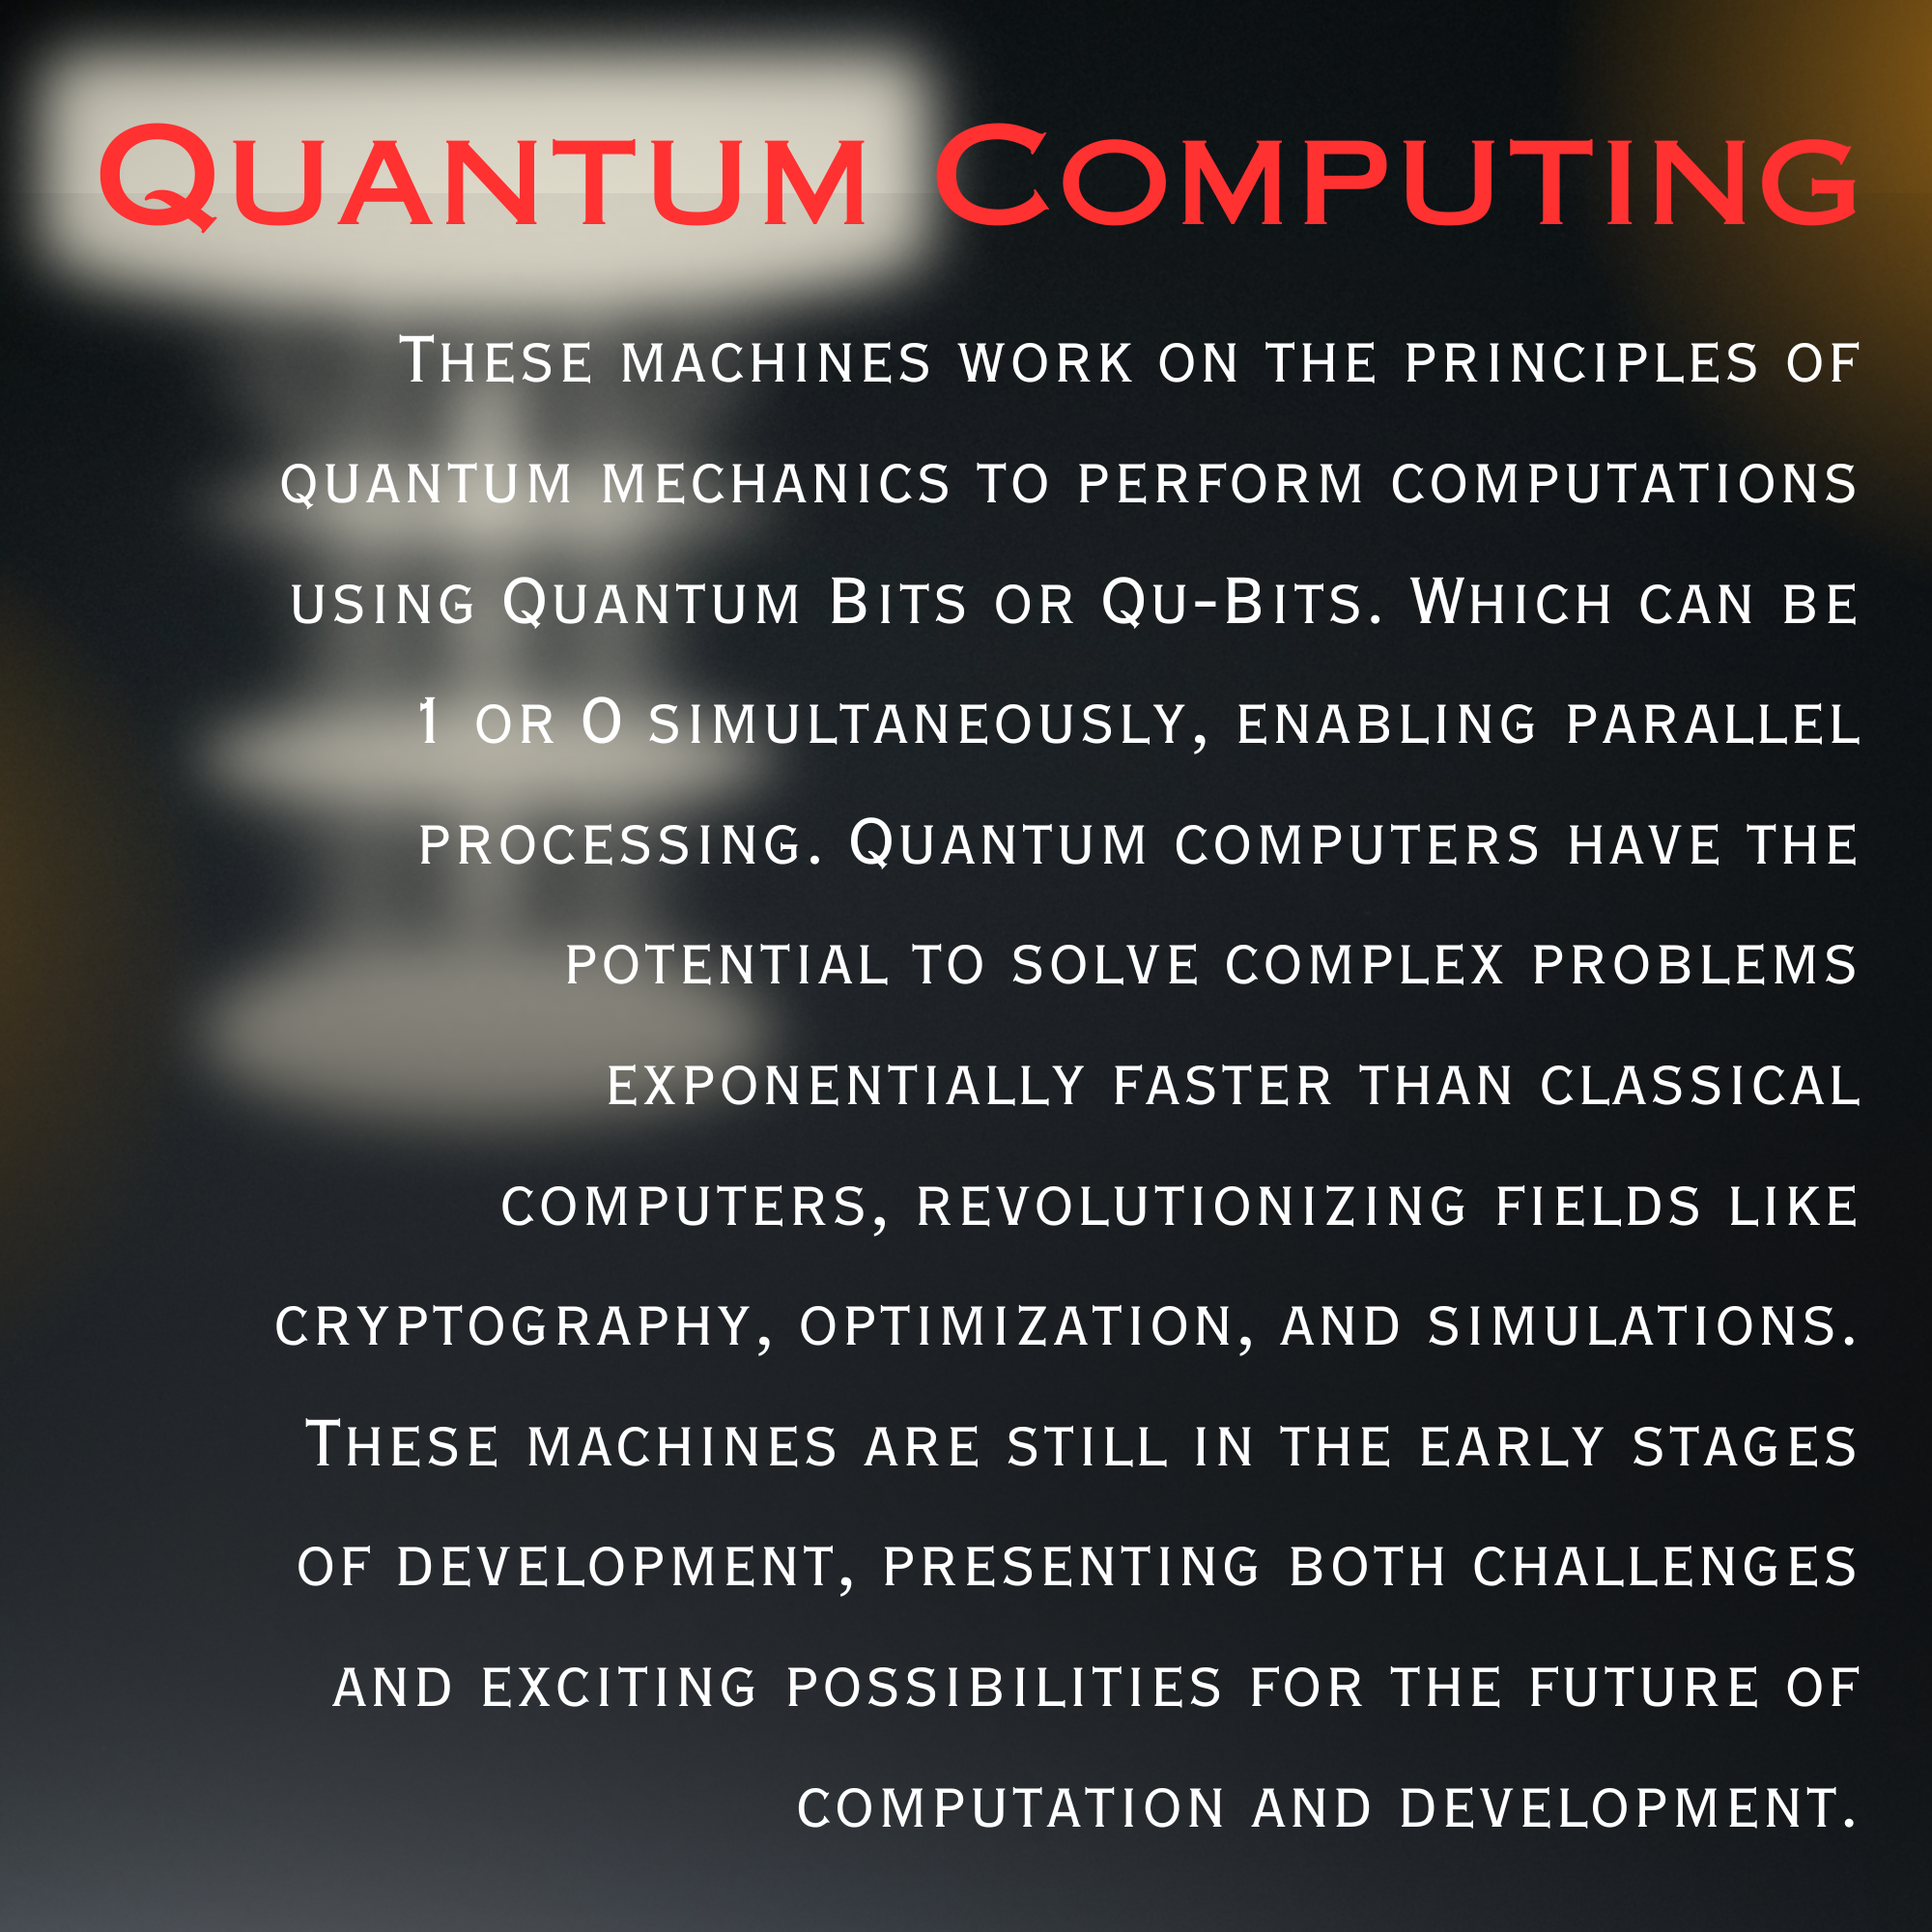 Quantum Computing
These machines work on the principles of
quantum mechanics to perform computations
using Quantum Bits or Qu-Bits. Which can be
1 or 0 simultaneously, enabling parallel
processing. Quantum computers have the
potential to solve complex problems
exponentially faster than classical
computers, revolutionizing fields like
cryptography, optimization, and simulations.
These machines are still in the early stages
of development, presenting both challenges
and exciting possibilities for the future of
computation and development.